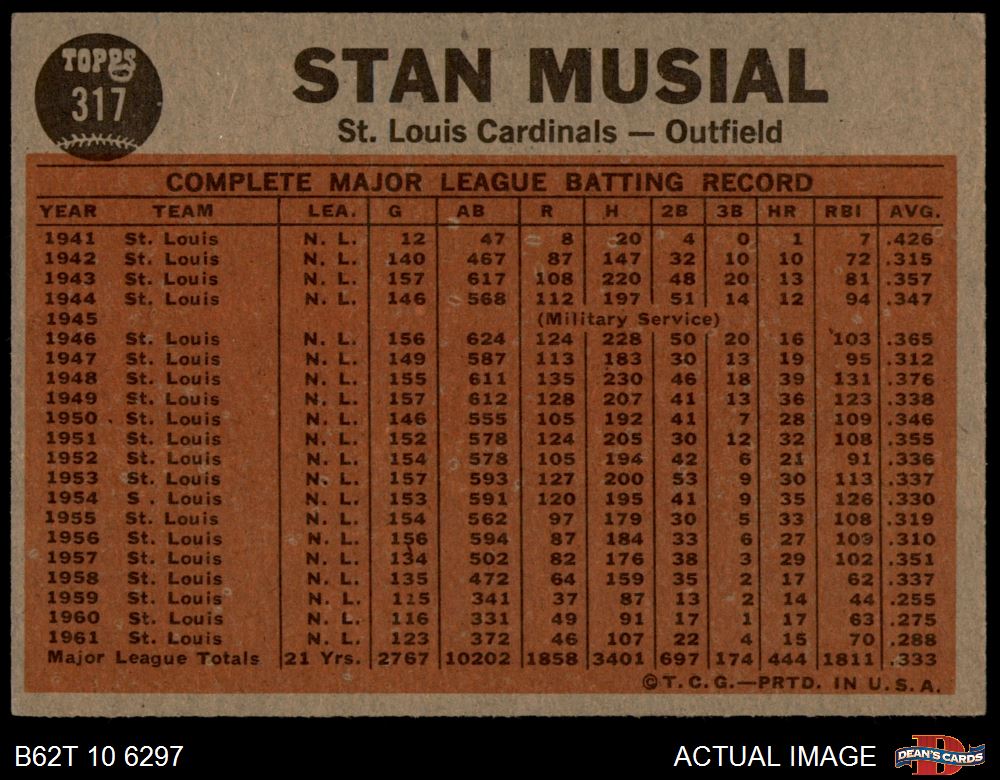 TOPPS
317
STAN MUSIAL
St. Louis Cardinals — Outfield
COMPLETE MAJOR LEAGUE BATTING RECORD
YEAR TEAM LEA. G AB R H 2B 3B HR RBI AVG.
1941 St. Louis N. L. 12 47 8 20 4 0 1 7 .426
1942 St. Louis N. L. 140 467 87 147 32 10 10 72 .315
1943 St. Louis N. L. 157 617 108 220 48 20 13 81 .357
1944 St. Louis N. L. 146 568 112 197 51 14 12 94 .347
1945 (Military Service)
1946 St. Louis N. L. 156 624 124 228 50 20 16 103 .365
1947 St. Louis N. L. 149 587 113 183 30 13 19 95 .312
1948 St. Louis N. L. 155 611 135 230 46 18 39 131 .376
1949 St. Louis N. L. 157 612 128 207 41 13 36 123 .338
1950 St. Louis N. L. 146 555 105 192 41 7 28 109 .346
1951 St. Louis N. L. 152 578 124 205 30 12 32 108 .355
1952 St. Louis N. L. 154 578 105 194 42 6 21 91 .336
1953 St. Louis N. L. 157 593 127 200 53 9 30 113 .337
1954 S . Louis N. L. 153 591 120 195 41 9 35 126 .330
1955 St. Louis N. L. 154 562 97 179 30 5 33 108 .319
1956 St. Louis N. L. 156 594 87 184 33 6 27 109 .310
1957 St. Louis N. L. 134 502 82 176 38 3 29 102 .351
1958 St. Louis N. L. 135 472 64 159 35 2 17 62 .337
1959 St. Louis N. L. 115 341 37 87 13 2 14 44 .255
1960 St. Louis N. L. 116 331 49 91 17 1 17 63 .275
1961 St. Louis N. L. 123 372 46 107 22 4 15 70 .288
Major League Totals 21 Yrs. 2767 10202 1858 3401 697 174 444 1811 .333
©T.C.G.—PRTD. IN U.S.A.
B62T 10 6297 ACTUAL IMAGE DEAN'S CARDS